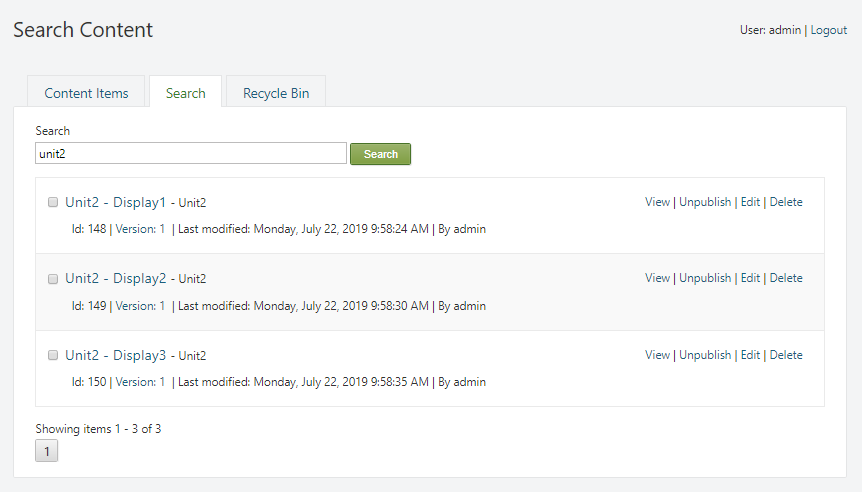 Search Content
User: admin | Logout
Content Items Search Recycle Bin
Search
unit2 Search
Unit2 - Display1 - Unit2 View | Unpublish | Edit | Delete
Id: 148 | Version: 1 | Last modified: Monday, July 22, 2019 9:58:24 AM | By admin
Unit2 - Display2 - Unit2 View | Unpublish | Edit | Delete
Id: 149 | Version: 1 | Last modified: Monday, July 22, 2019 9:58:30 AM | By admin
Unit2 - Display3 - Unit2 View | Unpublish | Edit | Delete
Id: 150 | Version: 1 | Last modified: Monday, July 22, 2019 9:58:35 AM | By admin
Showing items 1 - 3 of 3
1